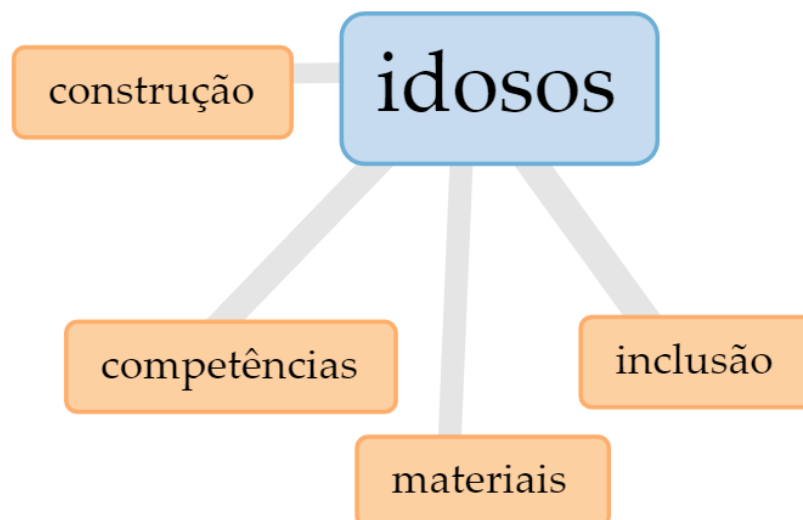 idosos
construção
competências
inclusão
materiais